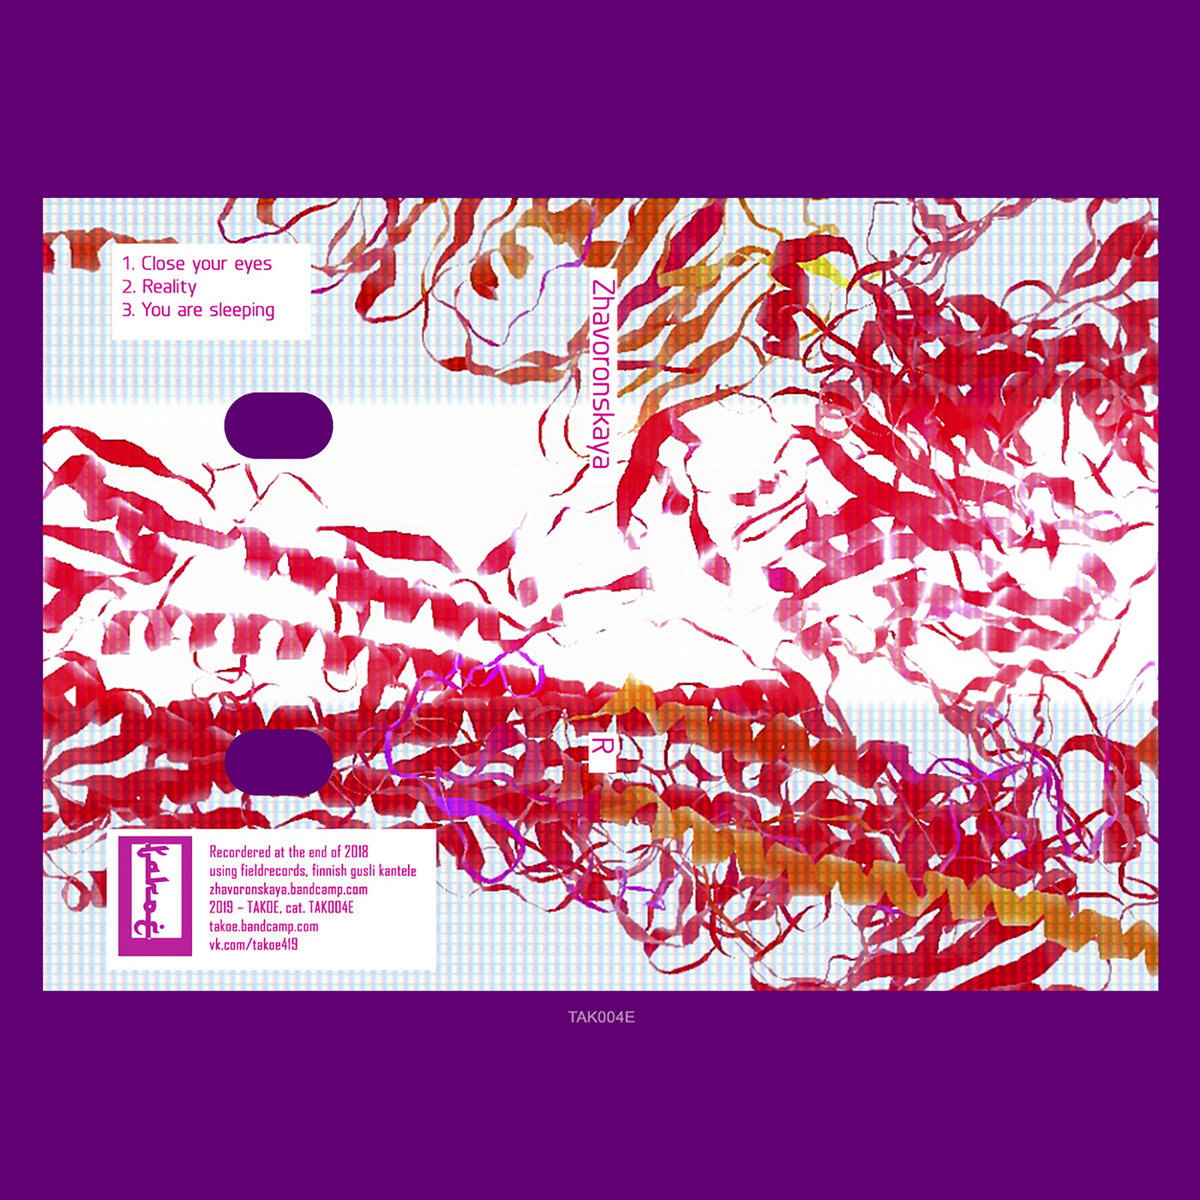 1. Close your eyes
2. Reality
3. You are sleeping
Zhavoronskaya
R
takoe
Recordered at the end of 2018
using fieldrecords, finnish gusli kantele
zhavoronskaya.bandcamp.com
2019 – TAKOE, cat. TAK004E
takoe.bandcamp.com
vk.com/takoe419
TAK004E